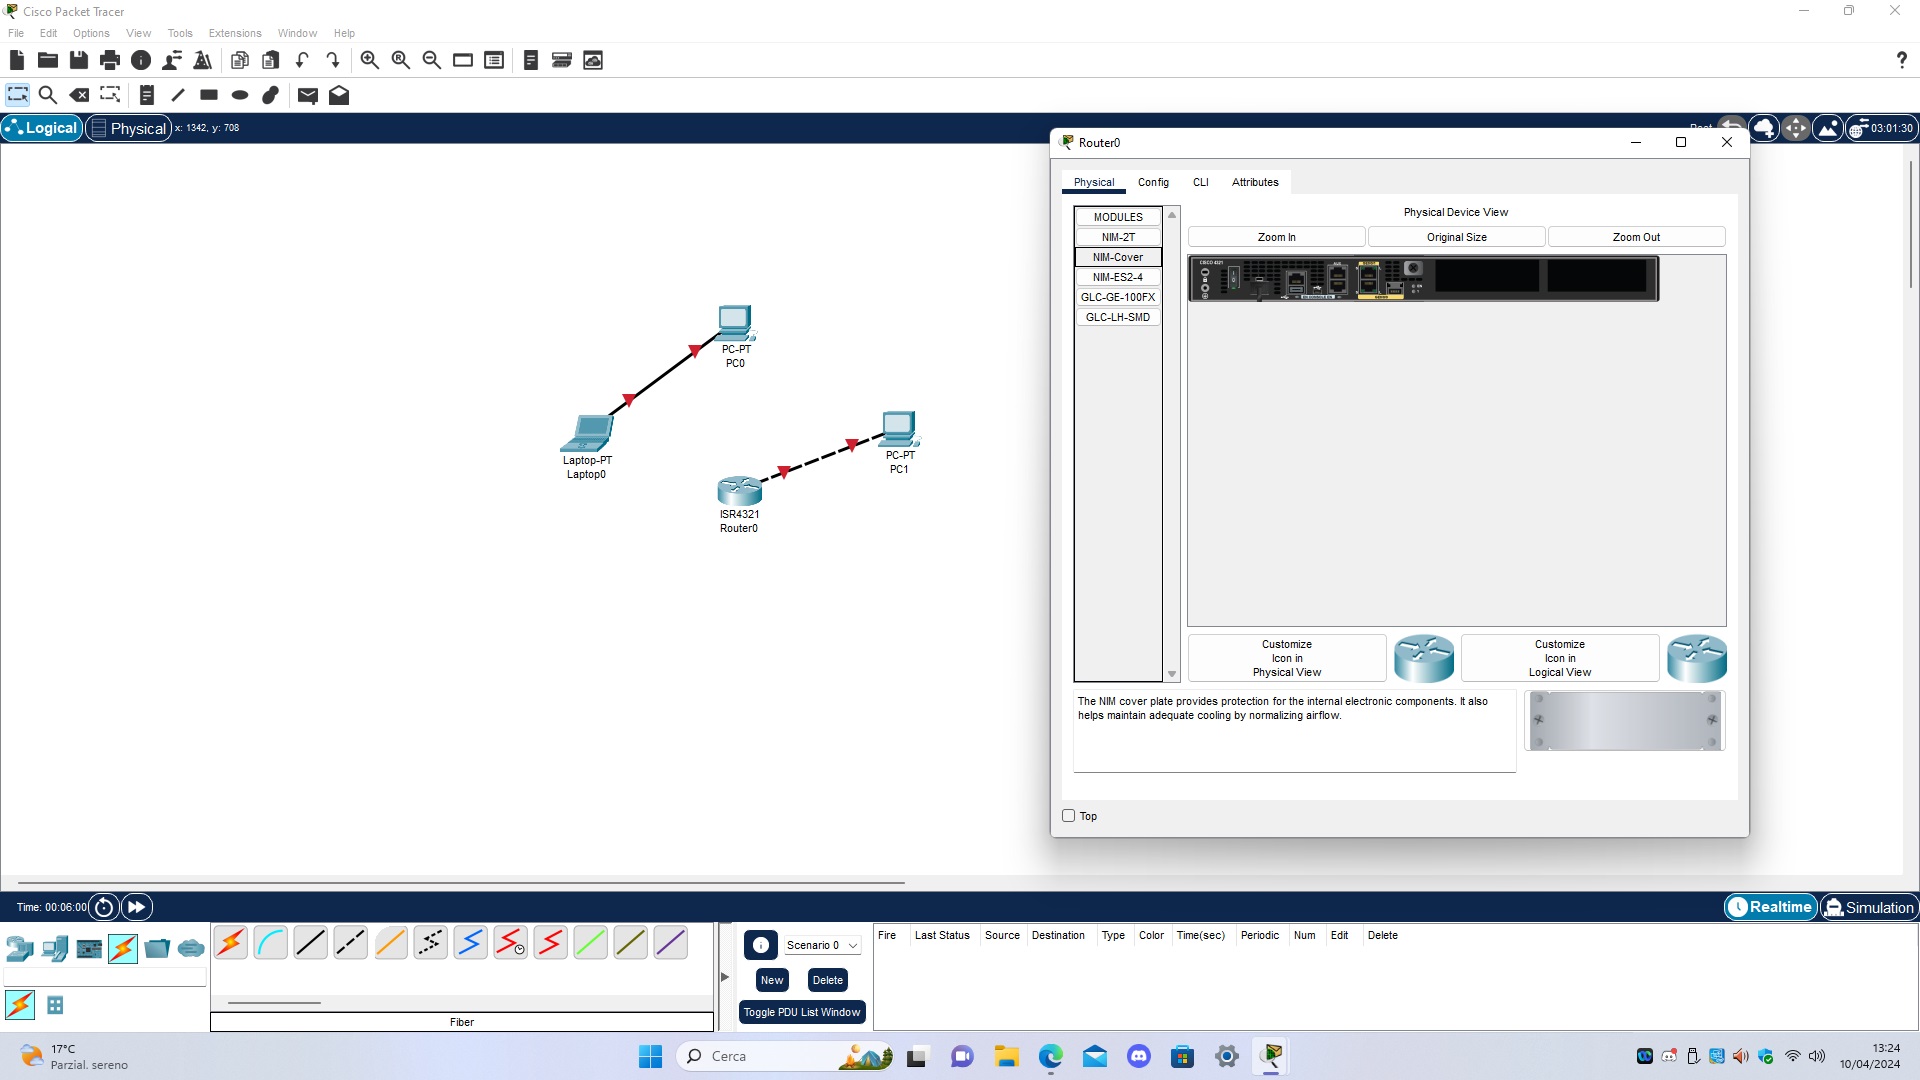 Cisco Packet Tracer
File Edit Options View Tools Extensions Window Help
?
Logical Physical x: 1342, y: 708
03:01:30
Router0
Physical Config CLI Attributes
MODULES
NIM-2T
NIM-Cover
NIM-ES2-4
GLC-GE-100FX
GLC-LH-SMD
Physical Device View
Zoom In Original Size Zoom Out
CISCO 4321
PC-PT
PC0
PC-PT
PC1
Laptop-PT
Laptop0
ISR4321
Router0
Customize
Icon in
Physical View
Customize
Icon in
Logical View
The NIM cover plate provides protection for the internal electronic components. It also
helps maintain adequate cooling by normalizing airflow.
Top
Time: 00:06:00
Realtime Simulation
Scenario 0
New Delete
Toggle PDU List Window
Fire Last Status Source Destination Type Color Time(sec) Periodic Num Edit Delete
Fiber
17°C
Parzial. sereno
Cerca
13:24
10/04/2024